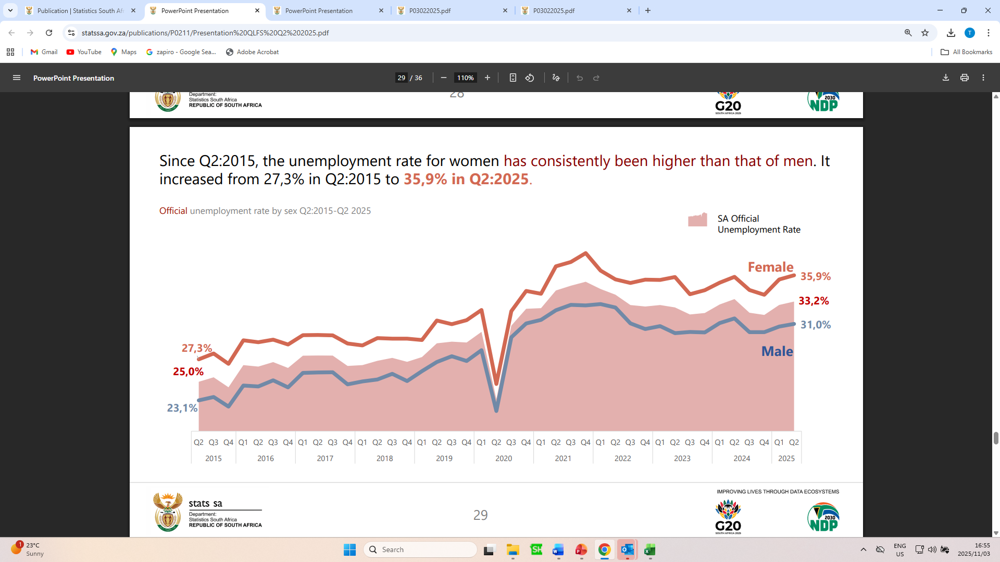 Publication | Statistics South Af
PowerPoint Presentation
PowerPoint Presentation
P03022025.pdf
P03022025.pdf
statssa.gov.za/publications/P0211/Presentation%20QLFS%20Q2%202025.pdf
T
Gmail
YouTube
Maps
zapiro - Google Sea...
Adobe Acrobat
All Bookmarks
PowerPoint Presentation
29 / 36
110%
Department:
Statistics South Africa
REPUBLIC OF SOUTH AFRICA
28
G20
SOUTH AFRICA 2025
2030
NDP
Since Q2:2015, the unemployment rate for women has consistently been higher than that of men. It
increased from 27,3% in Q2:2015 to 35,9% in Q2:2025.
Official unemployment rate by sex Q2:2015-Q2 2025
SA Official
Unemployment Rate
Female
35,9%
33,2%
31,0%
Male
27,3%
25,0%
23,1%
Q2 Q3 Q4 Q1 Q2 Q3 Q4 Q1 Q2 Q3 Q4 Q1 Q2 Q3 Q4 Q1 Q2 Q3 Q4 Q1 Q2 Q3 Q4 Q1 Q2 Q3 Q4 Q1 Q2 Q3 Q4 Q1 Q2 Q3 Q4 Q1 Q2 Q3 Q4 Q1 Q2
2015 2016 2017 2018 2019 2020 2021 2022 2023 2024 2025
IMPROVING LIVES THROUGH DATA ECOSYSTEMS
stats sa
Department:
Statistics South Africa
REPUBLIC OF SOUTH AFRICA
29
G20
SOUTH AFRICA 2025
2030
NDP
1
23°C
Sunny
Search
ENG
US
16:55
2025/11/03